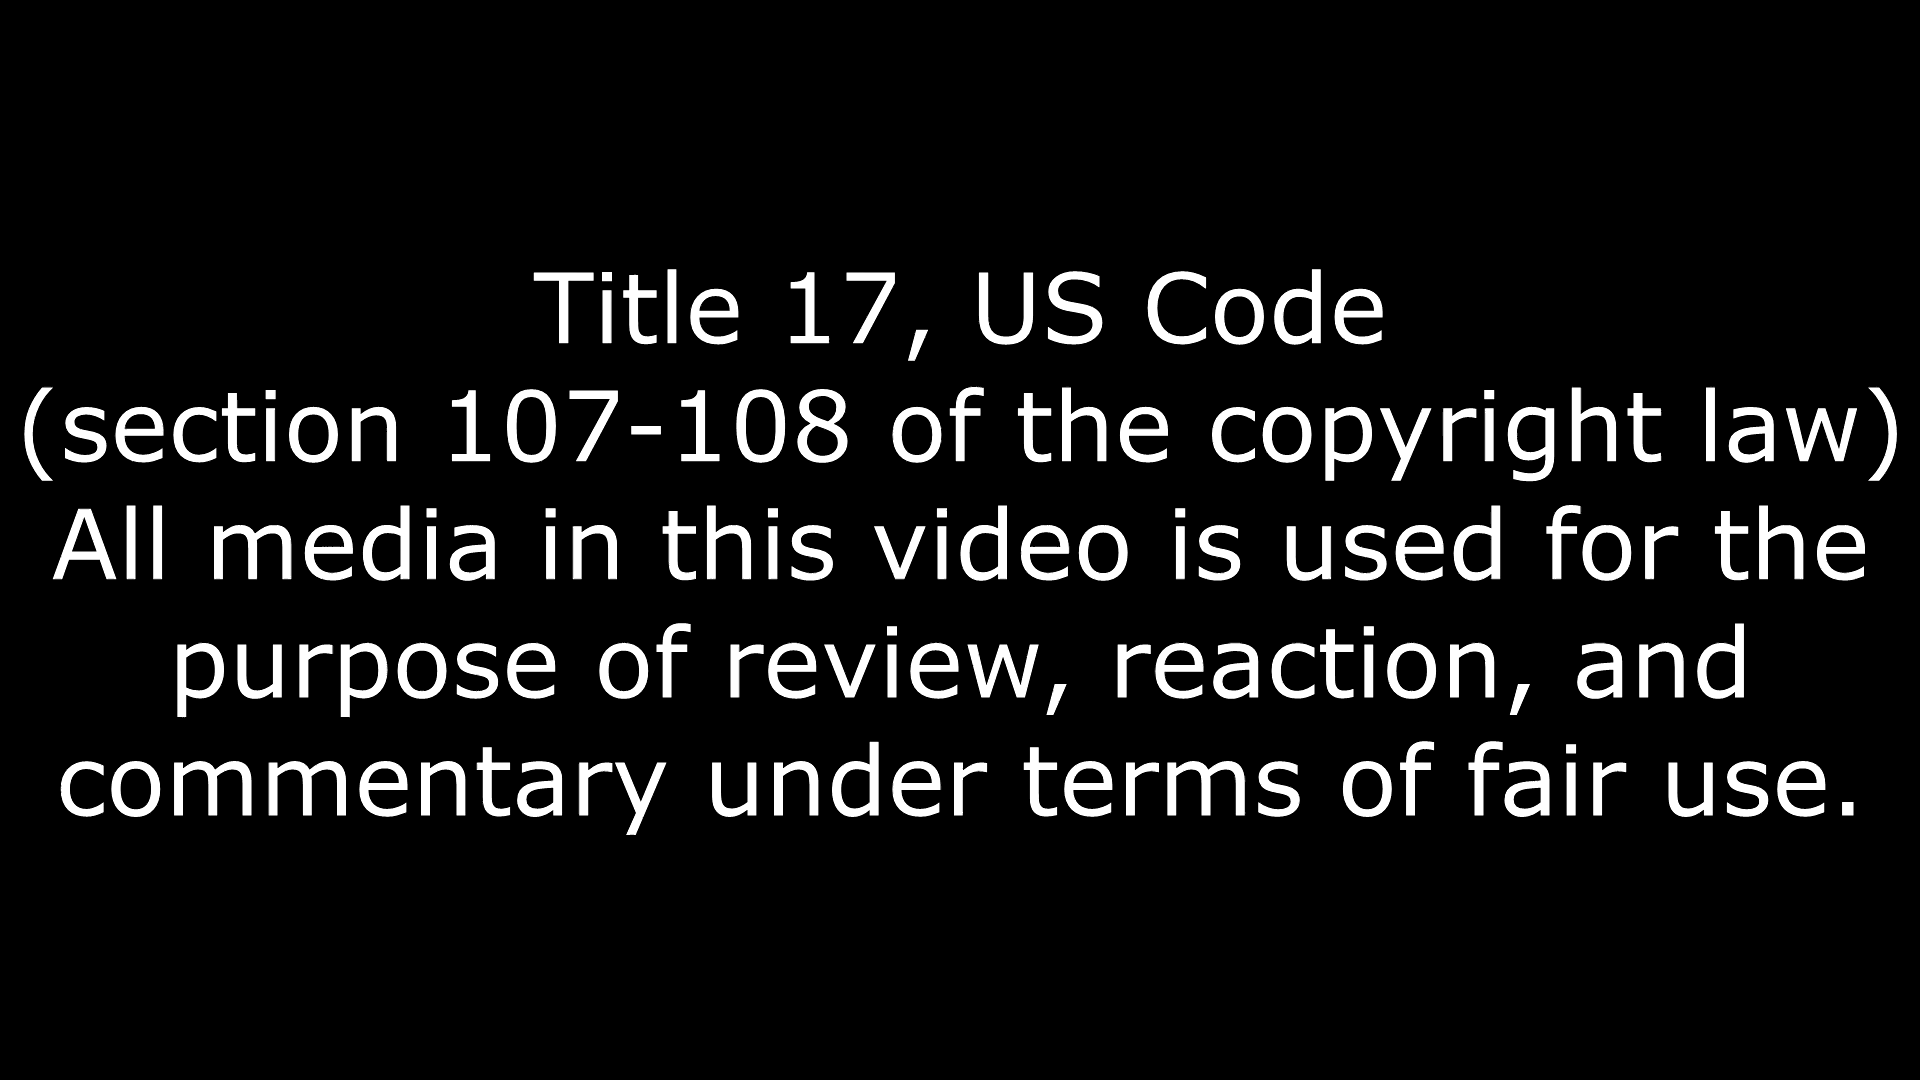 Title 17, US Code
(section 107-108 of the copyright law)
All media in this video is used for the
purpose of review, reaction, and
commentary under terms of fair use.